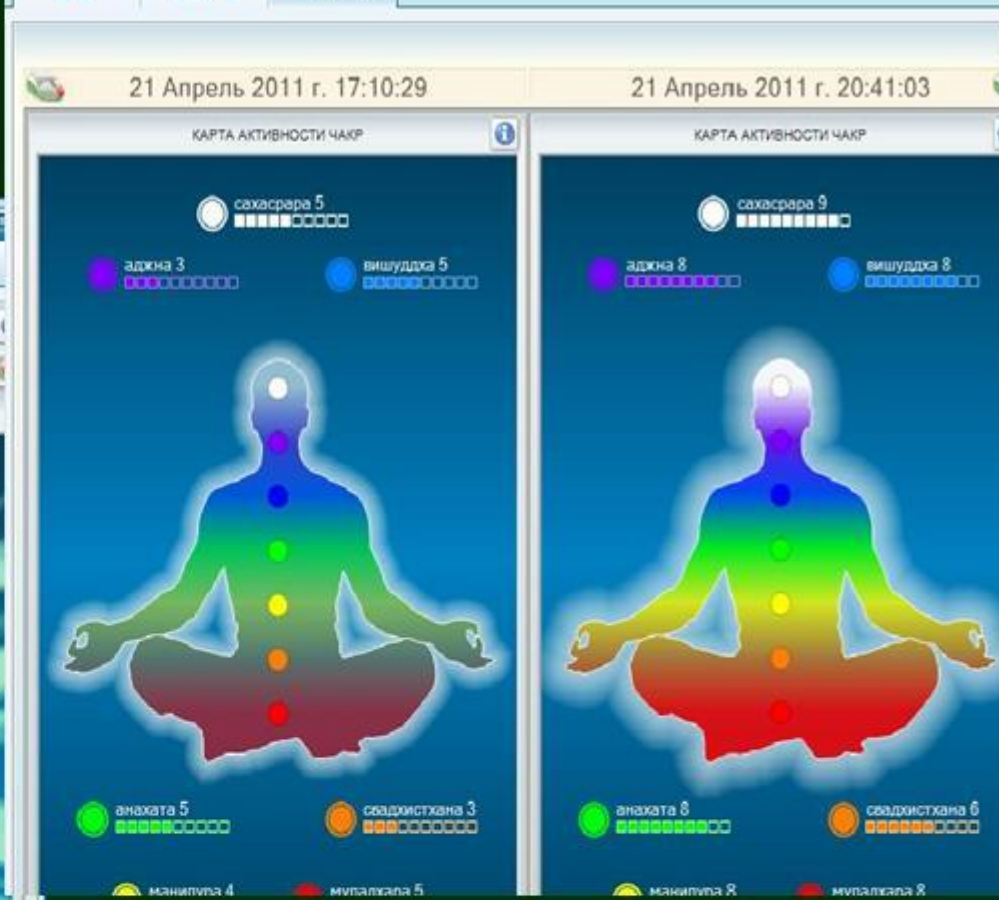 21 Апрель 2011 г. 17:10:29
КАРТА АКТИВНОСТИ ЧАКР
сахасрара 5
аджна 3
вишуддха 5
анахата 5
свадхистхана 3
манипура 4
муладхара 5
21 Апрель 2011 г. 20:41:03
КАРТА АКТИВНОСТИ ЧАКР
сахасрара 9
аджна 8
вишуддха 8
анахата 8
свадхистхана 6
манипура 8
муладхара 8